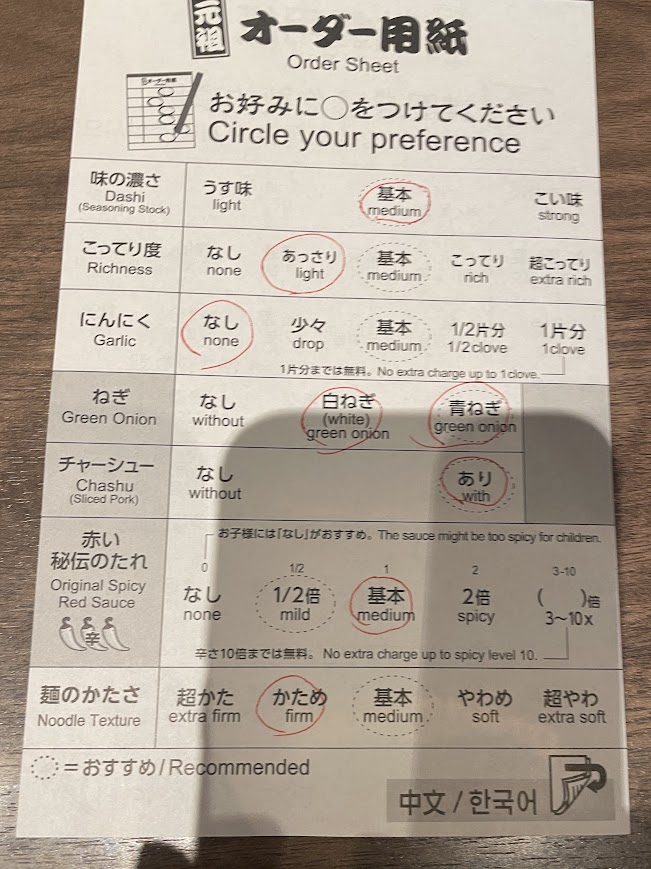 元祖 オーダー用紙
Order Sheet
お好みに○をつけてください
Circle your preference
味の濃さ
Dashi
(Seasoning Stock)
うす味
light
基本
medium
こい味
strong
こってり度
Richness
なし
none
あっさり
light
基本
medium
こってり
rich
超こってり
extra rich
にんにく
Garlic
なし
none
少々
drop
基本
medium
1/2片分
1/2clove
1片分
1clove
1片分までは無料。No extra charge up to 1clove.
ねぎ
Green Onion
なし
without
白ねぎ
(white)
green onion
青ねぎ
green onion
チャーシュー
Chashu
(Sliced Pork)
なし
without
あり
with
赤い
秘伝のたれ
Original Spicy
Red Sauce
辛
お子様には「なし」がおすすめ。The sauce might be too spicy for children.
0
なし
none
1/2
1/2倍
mild
1
基本
medium
2
2倍
spicy
3-10
( )倍
3〜10x
辛さ10倍までは無料。No extra charge up to spicy level 10.
麺のかたさ
Noodle Texture
超かた
extra firm
かため
firm
基本
medium
やわめ
soft
超やわ
extra soft
=おすすめ/Recommended
中文 / 한국어